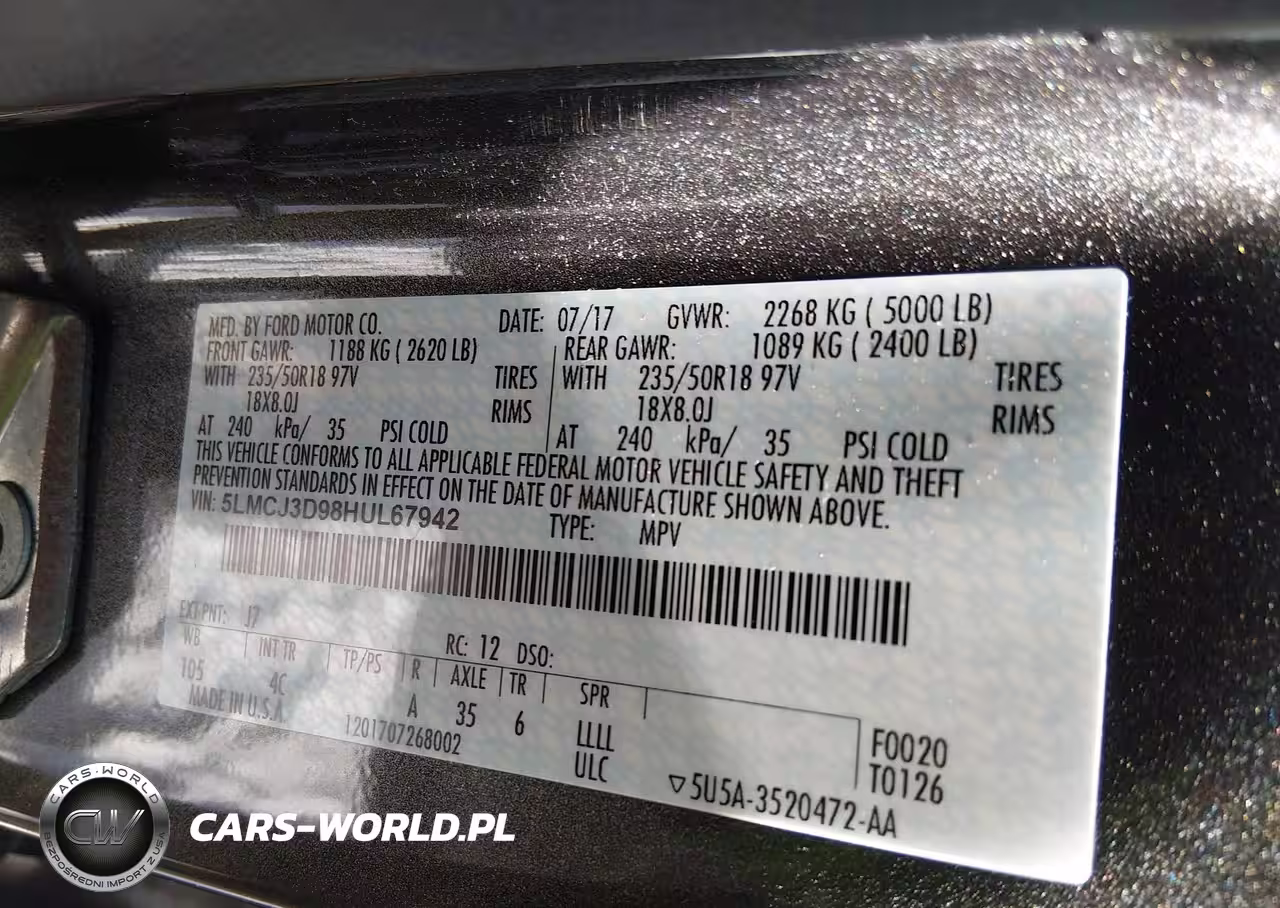 MFD. BY FORD MOTOR CO. DATE: 07/17 GVWR: 2268 KG ( 5000 LB)
FRONT GAWR: 1188 KG ( 2620 LB) REAR GAWR: 1089 KG ( 2400 LB)
WITH 235/50R18 97V TIRES WITH 235/50R18 97V TIRES
18X8.0J RIMS 18X8.0J RIMS
AT 240 kPa/ 35 PSI COLD AT 240 kPa/ 35 PSI COLD
THIS VEHICLE CONFORMS TO ALL APPLICABLE FEDERAL MOTOR VEHICLE SAFETY AND THEFT
PREVENTION STANDARDS IN EFFECT ON THE DATE OF MANUFACTURE SHOWN ABOVE.
VIN: 5LMCJ3D98HUL67942 TYPE: MPV
EXT PNT: J7 RC: 12 DSO:
WB INT TR TP/PS R AXLE TR SPR
105 4C A 35 6 LLLL F0020
MADE IN U.S.A. 1201707268002 ULC T0126
▽5U5A-3520472-AA
CARS-WORLD
CW
BEZPOŚREDNI IMPORT Z USA
CARS-WORLD.PL